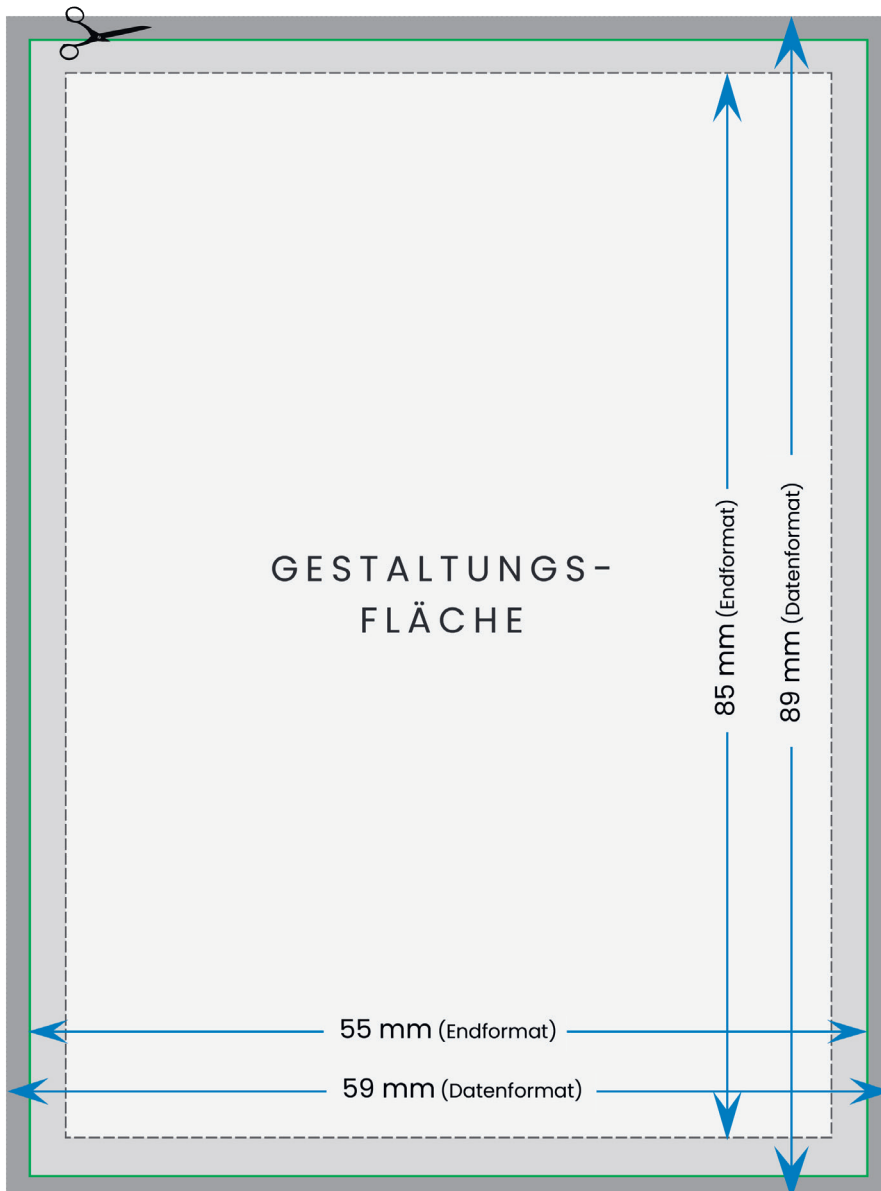 GESTALTUNGS-
FLÄCHE
85 mm (Endformat)
89 mm (Datenformat)
55 mm (Endformat)
59 mm (Datenformat)